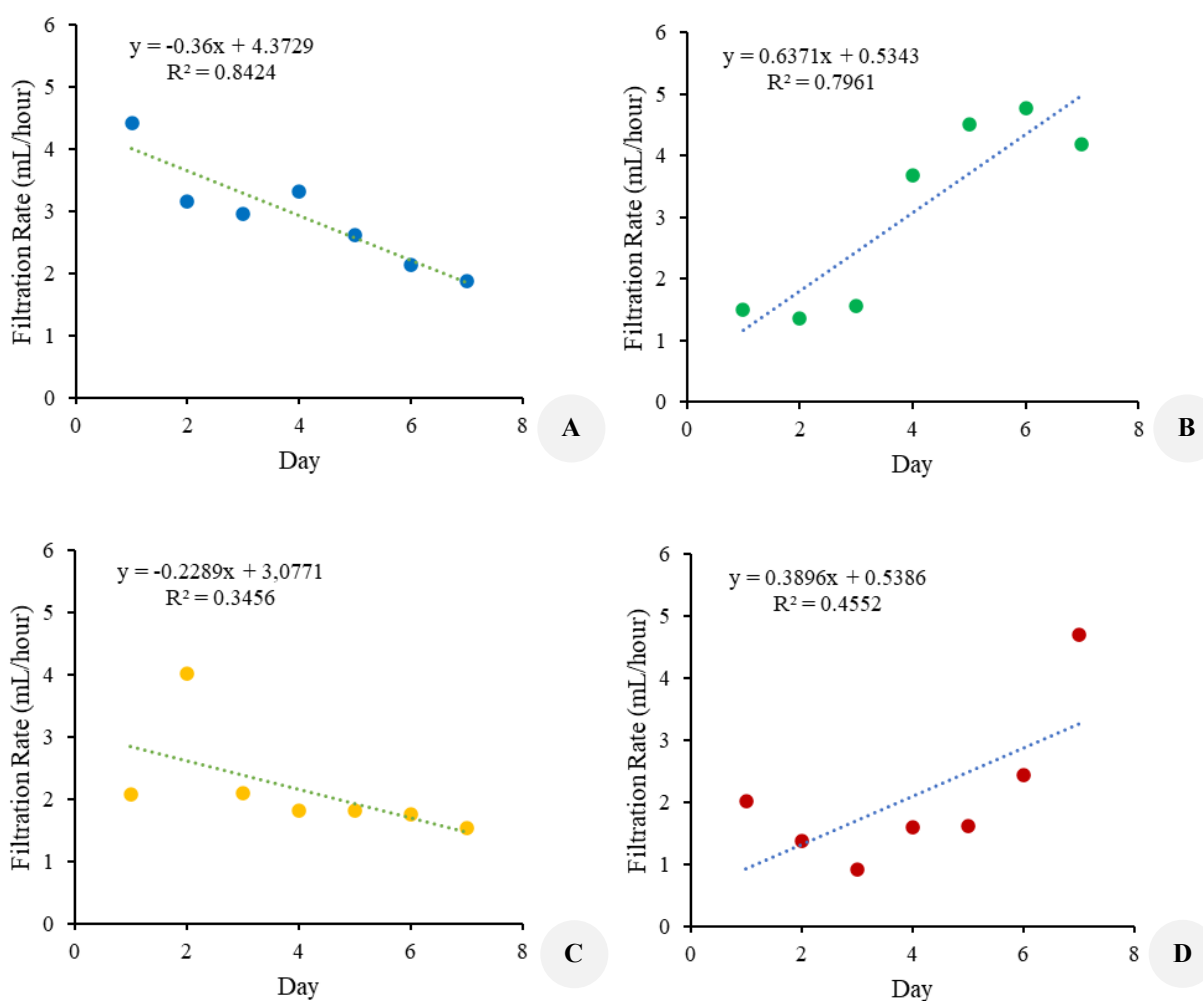 y = -0.36x + 4.3729
R² = 0.8424
Filtration Rate (mL/hour)
6
5
4
3
2
1
0
0 2 4 6 8
Day
A
y = 0.6371x + 0.5343
R² = 0.7961
Filtration Rate (mL/hour)
6
5
4
3
2
1
0
0 2 4 6 8
Day
B
y = -0.2289x + 3,0771
R² = 0.3456
Filtration Rate (mL/hour)
6
5
4
3
2
1
0
0 2 4 6 8
Day
C
y = 0.3896x + 0.5386
R² = 0.4552
Filtration Rate (mL/hour)
6
5
4
3
2
1
0
0 2 4 6 8
Day
D